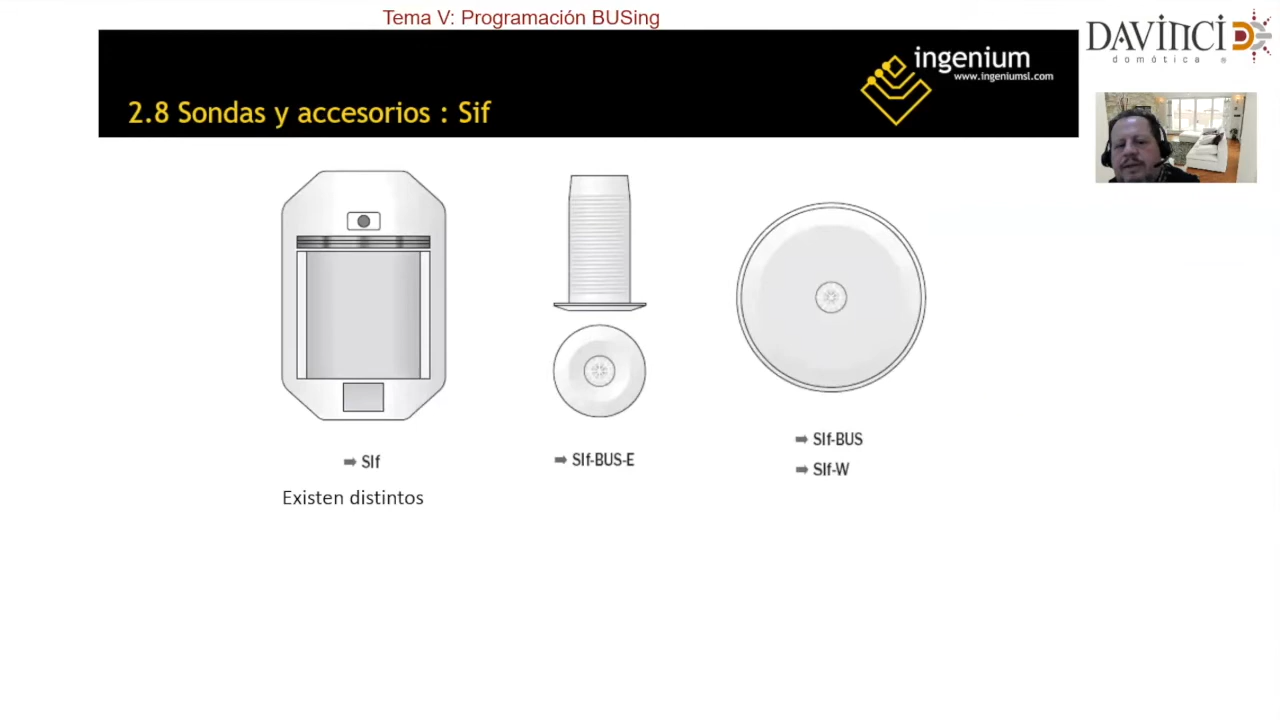 Tema V: Programación BUSing
DAVINCI
domótica ®
ingenium
www.ingeniumsl.com
2.8 Sondas y accesorios : Sif
➡ SIf
➡ SIf-BUS-E
➡ SIf-BUS
➡ SIf-W
Existen distintos